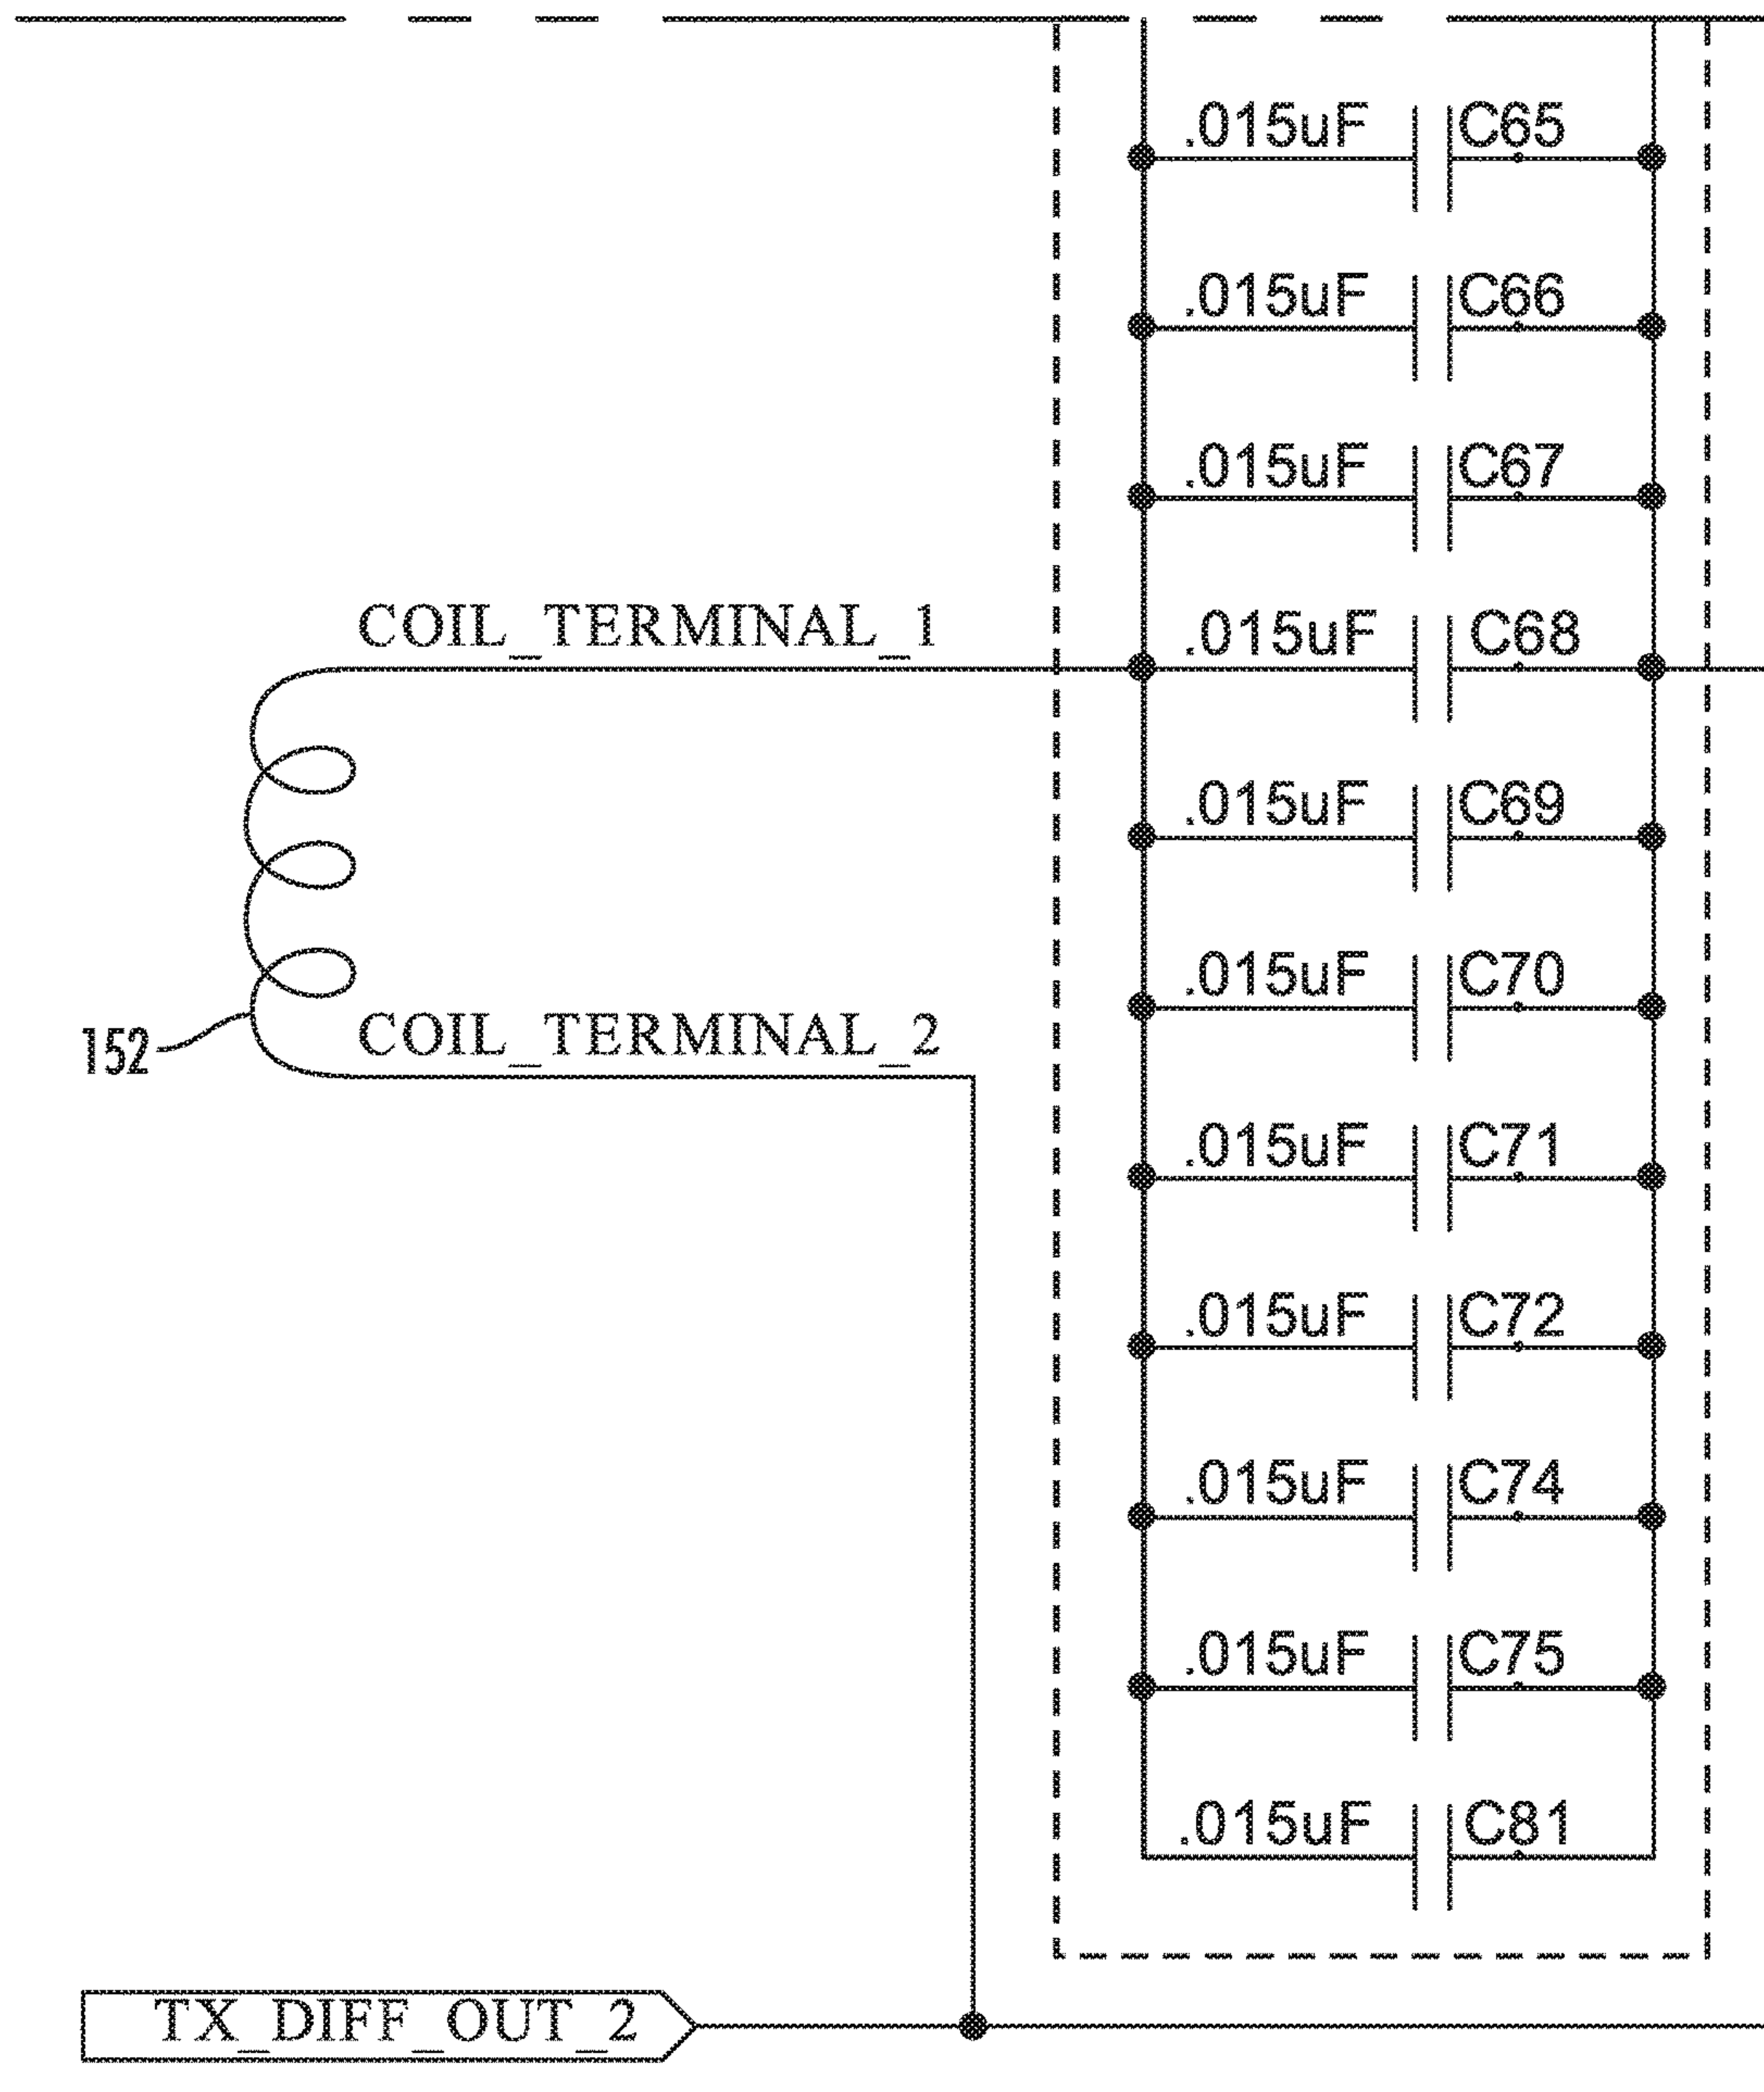 .015uF C65
.015uF C66
.015uF C67
COIL_TERMINAL_1 .015uF C68
.015uF C69
.015uF C70
152 COIL_TERMINAL_2
.015uF C71
.015uF C72
.015uF C74
.015uF C75
.015uF C81
TX_DIFF_OUT_2